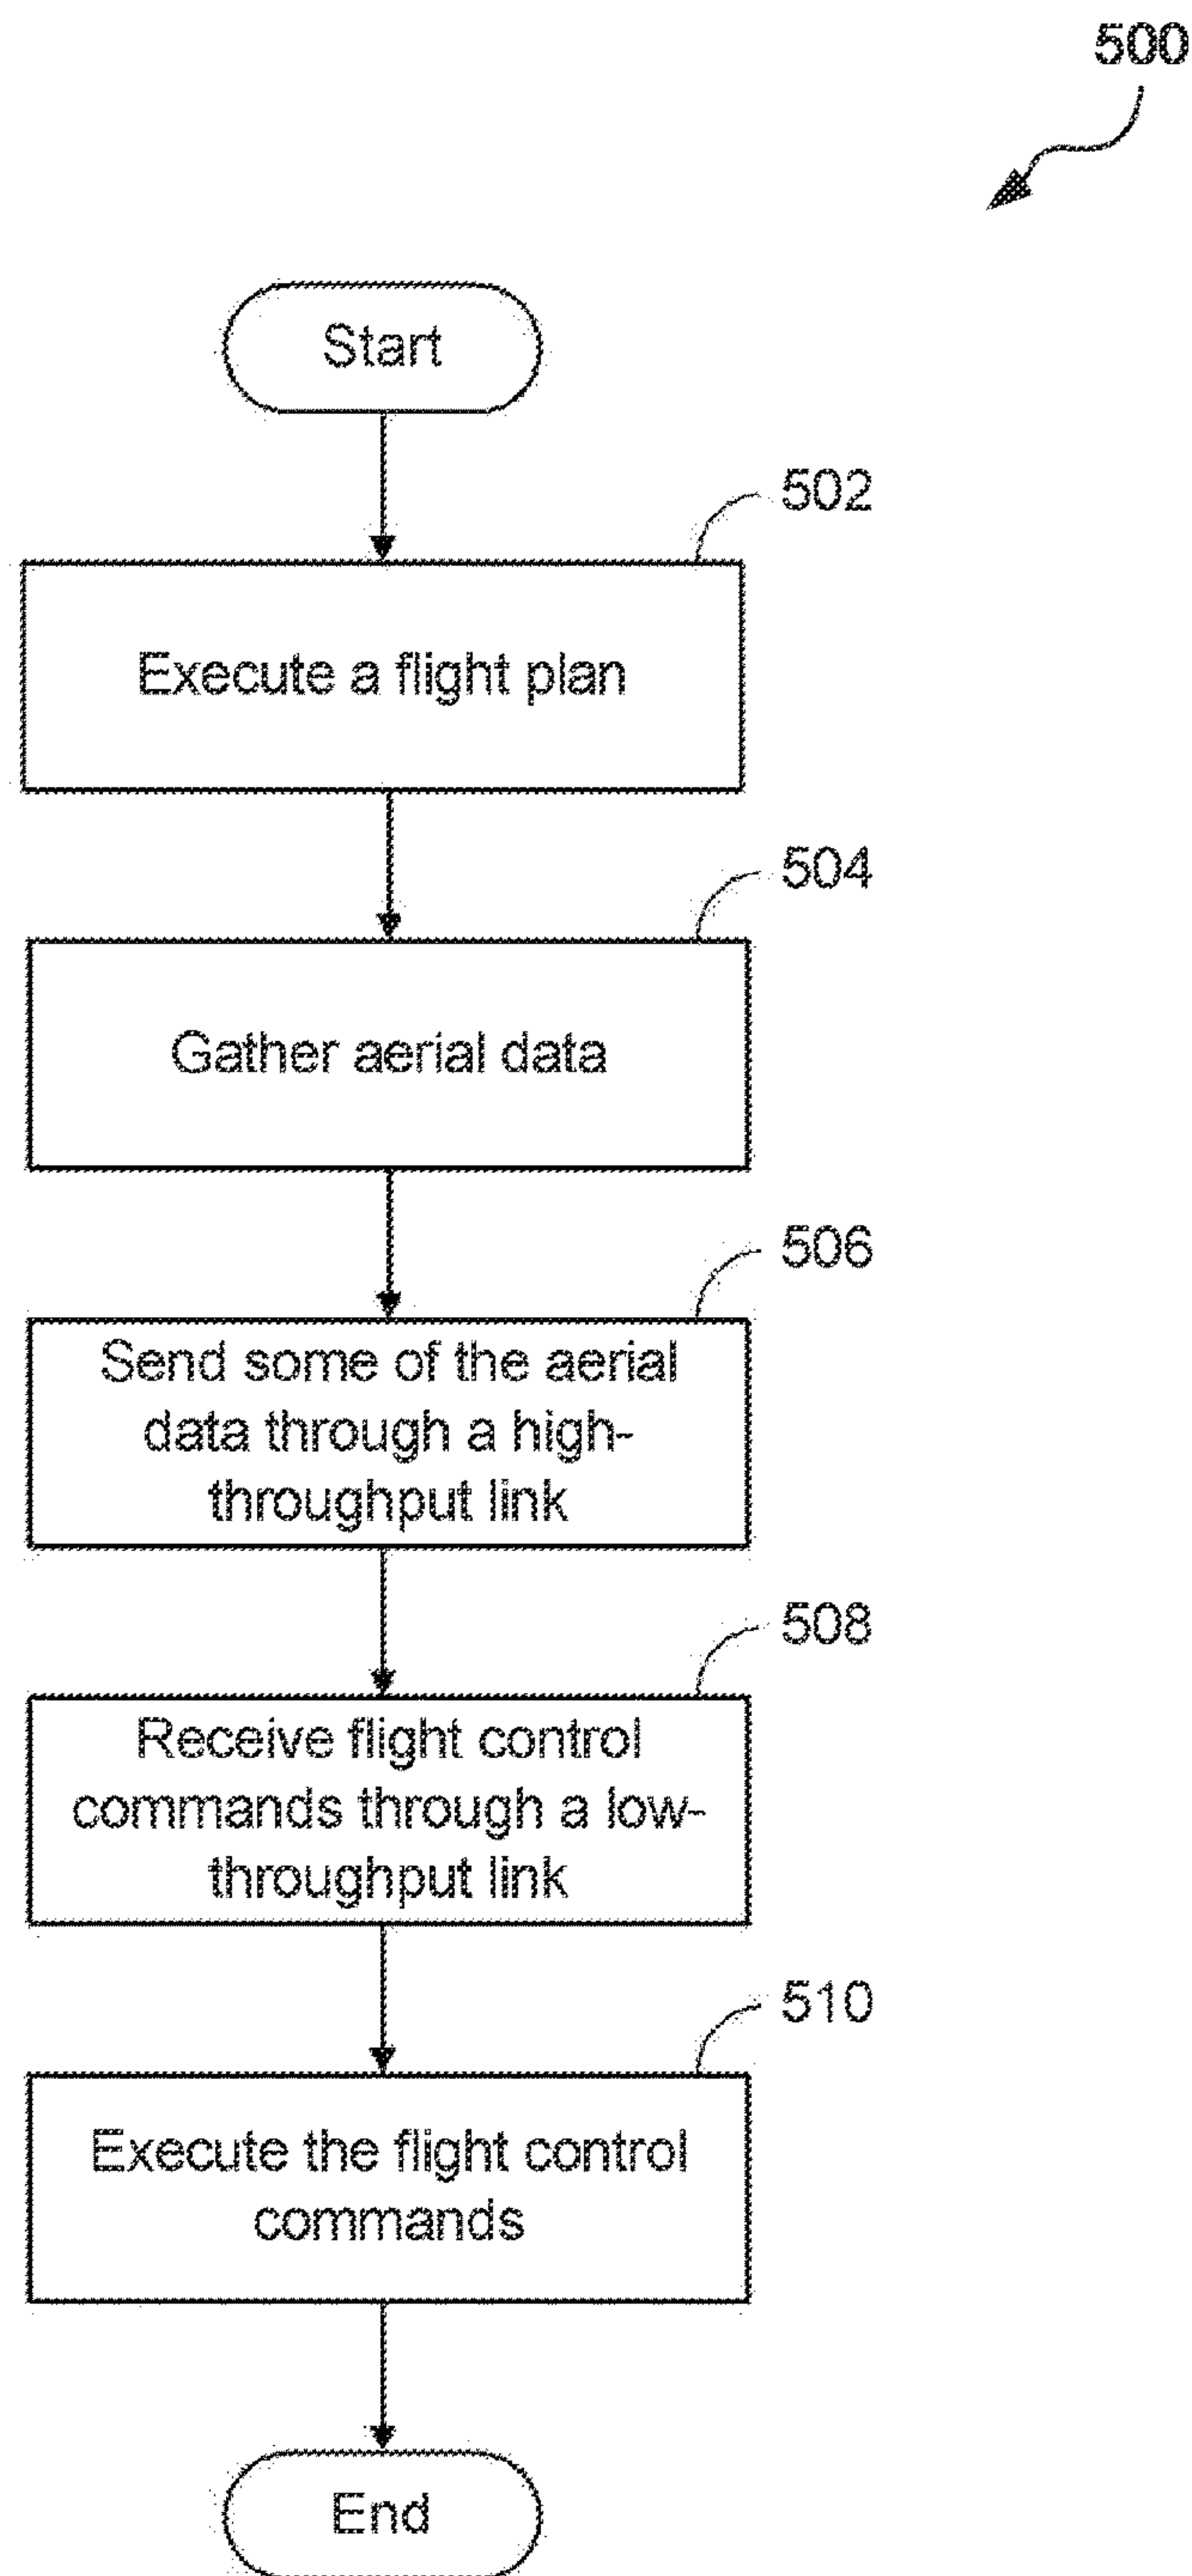 500
Start
502
Execute a flight plan
504
Gather aerial data
506
Send some of the aerial
data through a high-
throughput link
508
Receive flight control
commands through a low-
throughput link
510
Execute the flight control
commands
End